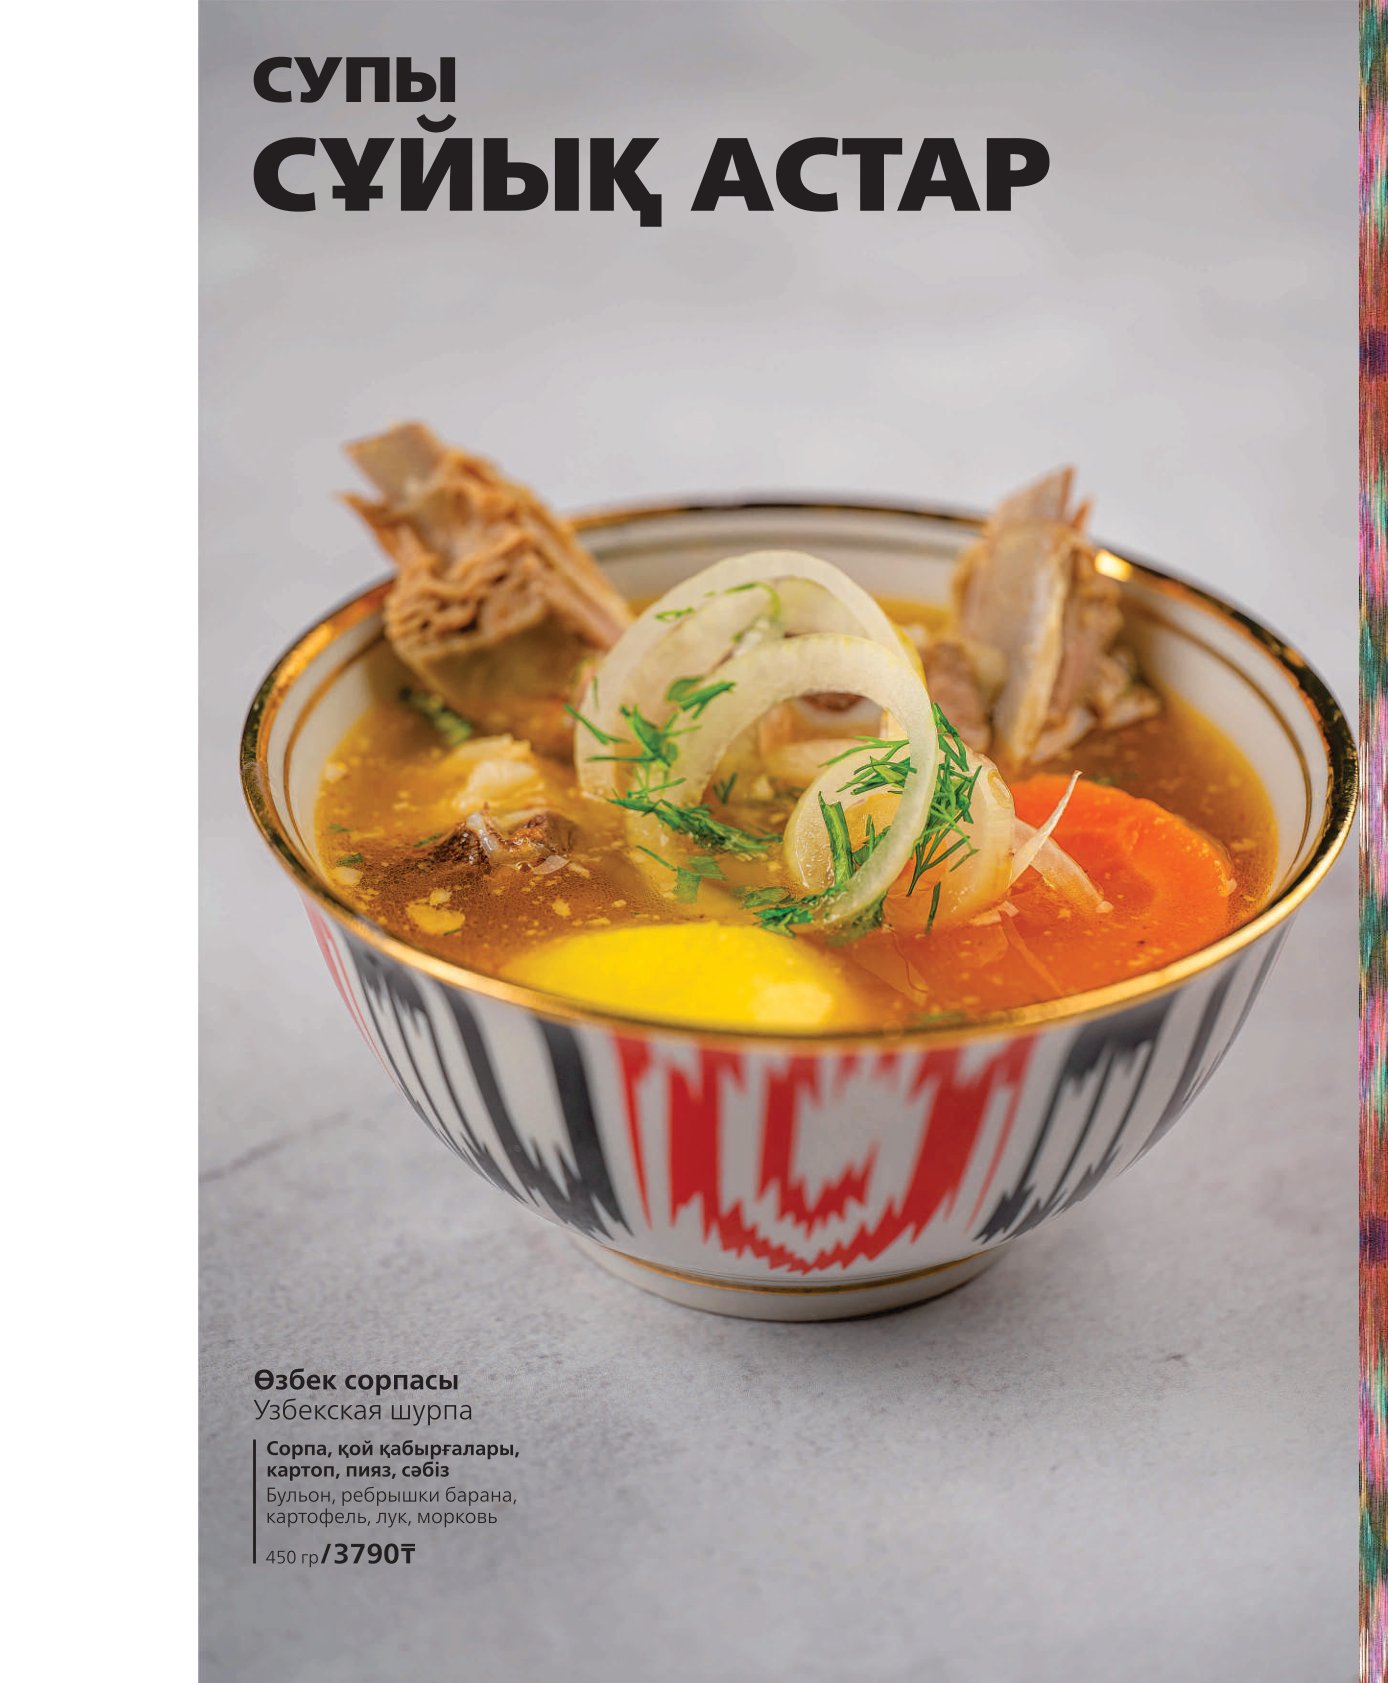 СУПЫ
СҰЙЫҚ АСТАР
Өзбек сорпасы
Узбекская шурпа
Сорпа, қой қабырғалары,
картоп, пияз, сәбіз
Бульон, ребрышки барана,
картофель, лук, морковь
450 гр/3790₸